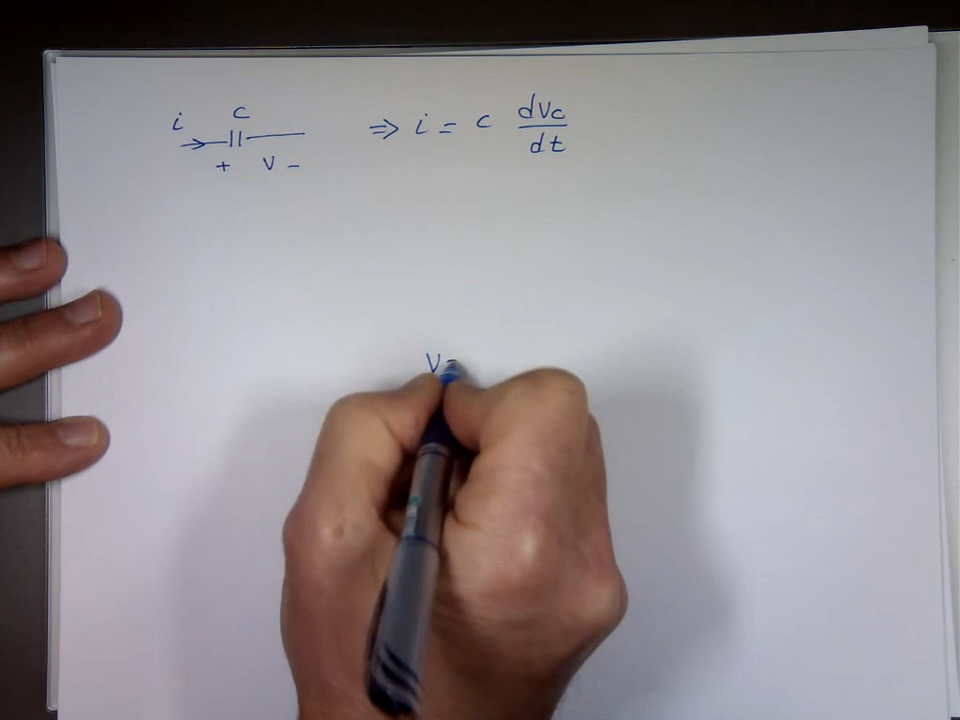 i C + V - ⇒ i = C dVc/dt
V =